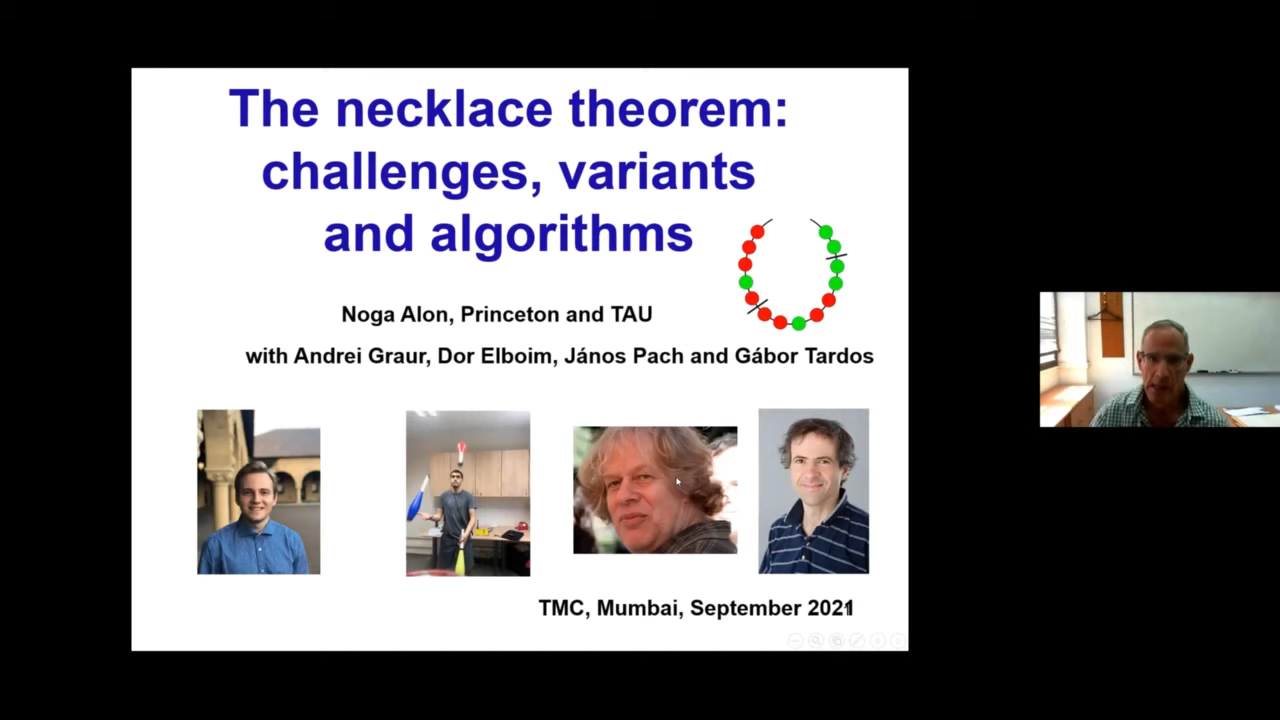 The necklace theorem:
challenges, variants
and algorithms
Noga Alon, Princeton and TAU
with Andrei Graur, Dor Elboim, János Pach and Gábor Tardos
TMC, Mumbai, September 2021